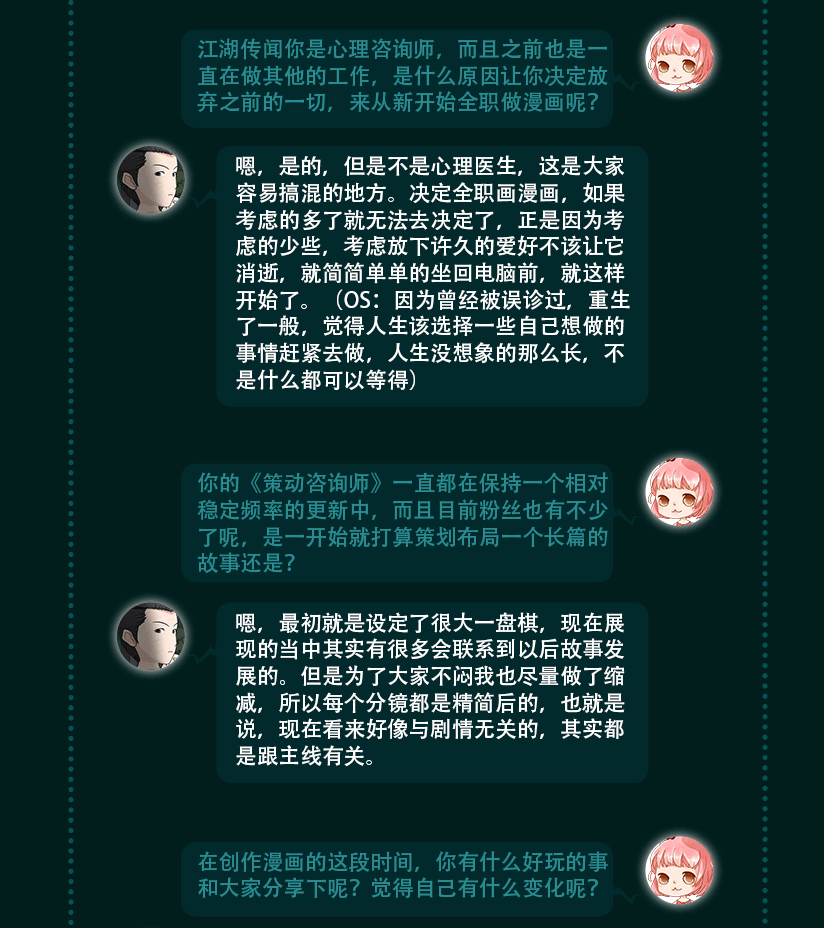 江湖传闻你是心理咨询师，而且之前也是一
直在做其他的工作，是什么原因让你决定放
弃之前的一切，来从新开始全职做漫画呢？
嗯，是的，但是不是心理医生，这是大家
容易搞混的地方。决定全职画漫画，如果
考虑的多了就无法去决定了，正是因为考
虑的少些，考虑放下许久的爱好不该让它
消逝，就简简单单的坐回电脑前，就这样
开始了。（OS：因为曾经被误诊过，重生
了一般，觉得人生该选择一些自己想做的
事情赶紧去做，人生没想象的那么长，不
是什么都可以等得）
你的《策动咨询师》一直都在保持一个相对
稳定频率的更新中，而且目前粉丝也有不少
了呢，是一开始就打算策划布局一个长篇的
故事还是？
嗯，最初就是设定了很大一盘棋，现在展
现的当中其实有很多会联系到以后故事发
展的。但是为了大家不闷我也尽量做了缩
减，所以每个分镜都是精简后的，也就是
说，现在看来好像与剧情无关的，其实都
是跟主线有关。
在创作漫画的这段时间，你有什么好玩的事
和大家分享下呢？觉得自己有什么变化呢？